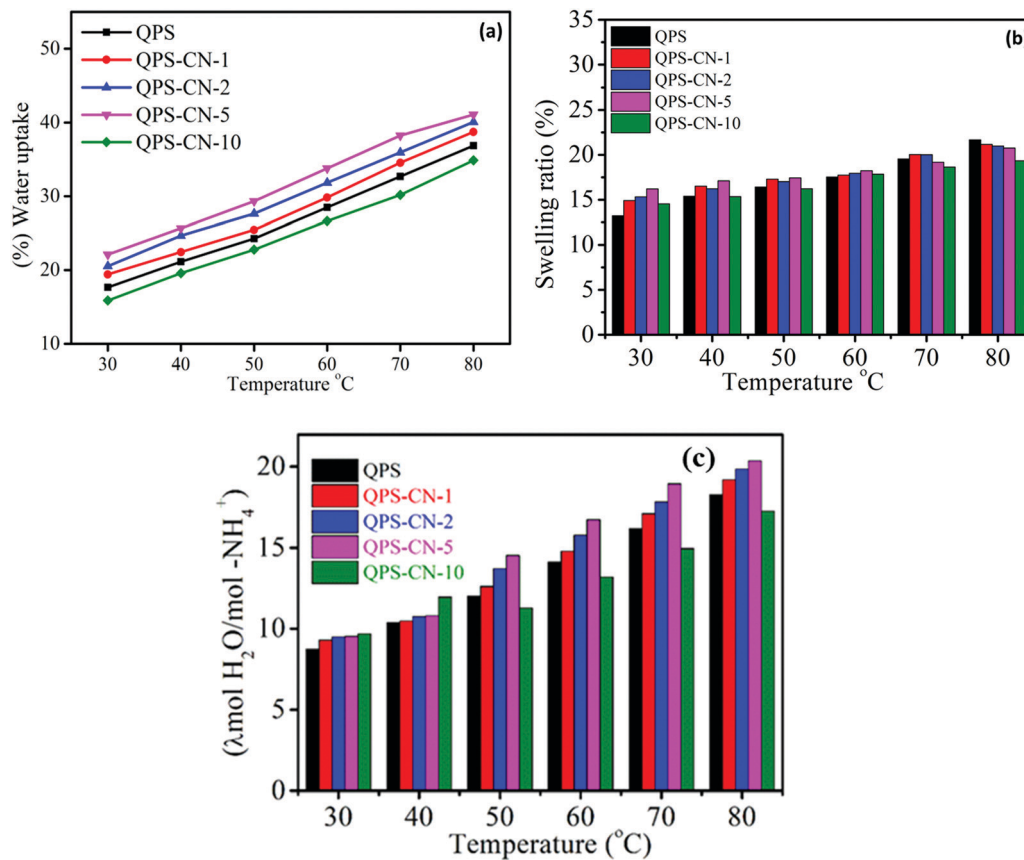 (a)
QPS
QPS-CN-1
QPS-CN-2
QPS-CN-5
QPS-CN-10
(%) Water uptake
50
40
30
20
10
30 40 50 60 70 80
Temperature °C
(b)
QPS
QPS-CN-1
QPS-CN-2
QPS-CN-5
QPS-CN-10
Swelling ratio (%)
35
30
25
20
15
10
5
0
30 40 50 60 70 80
Temperature °C
(c)
QPS
QPS-CN-1
QPS-CN-2
QPS-CN-5
QPS-CN-10
(λmol H₂O/mol -NH₄⁺)
20
15
10
5
0
30 40 50 60 70 80
Temperature (°C)